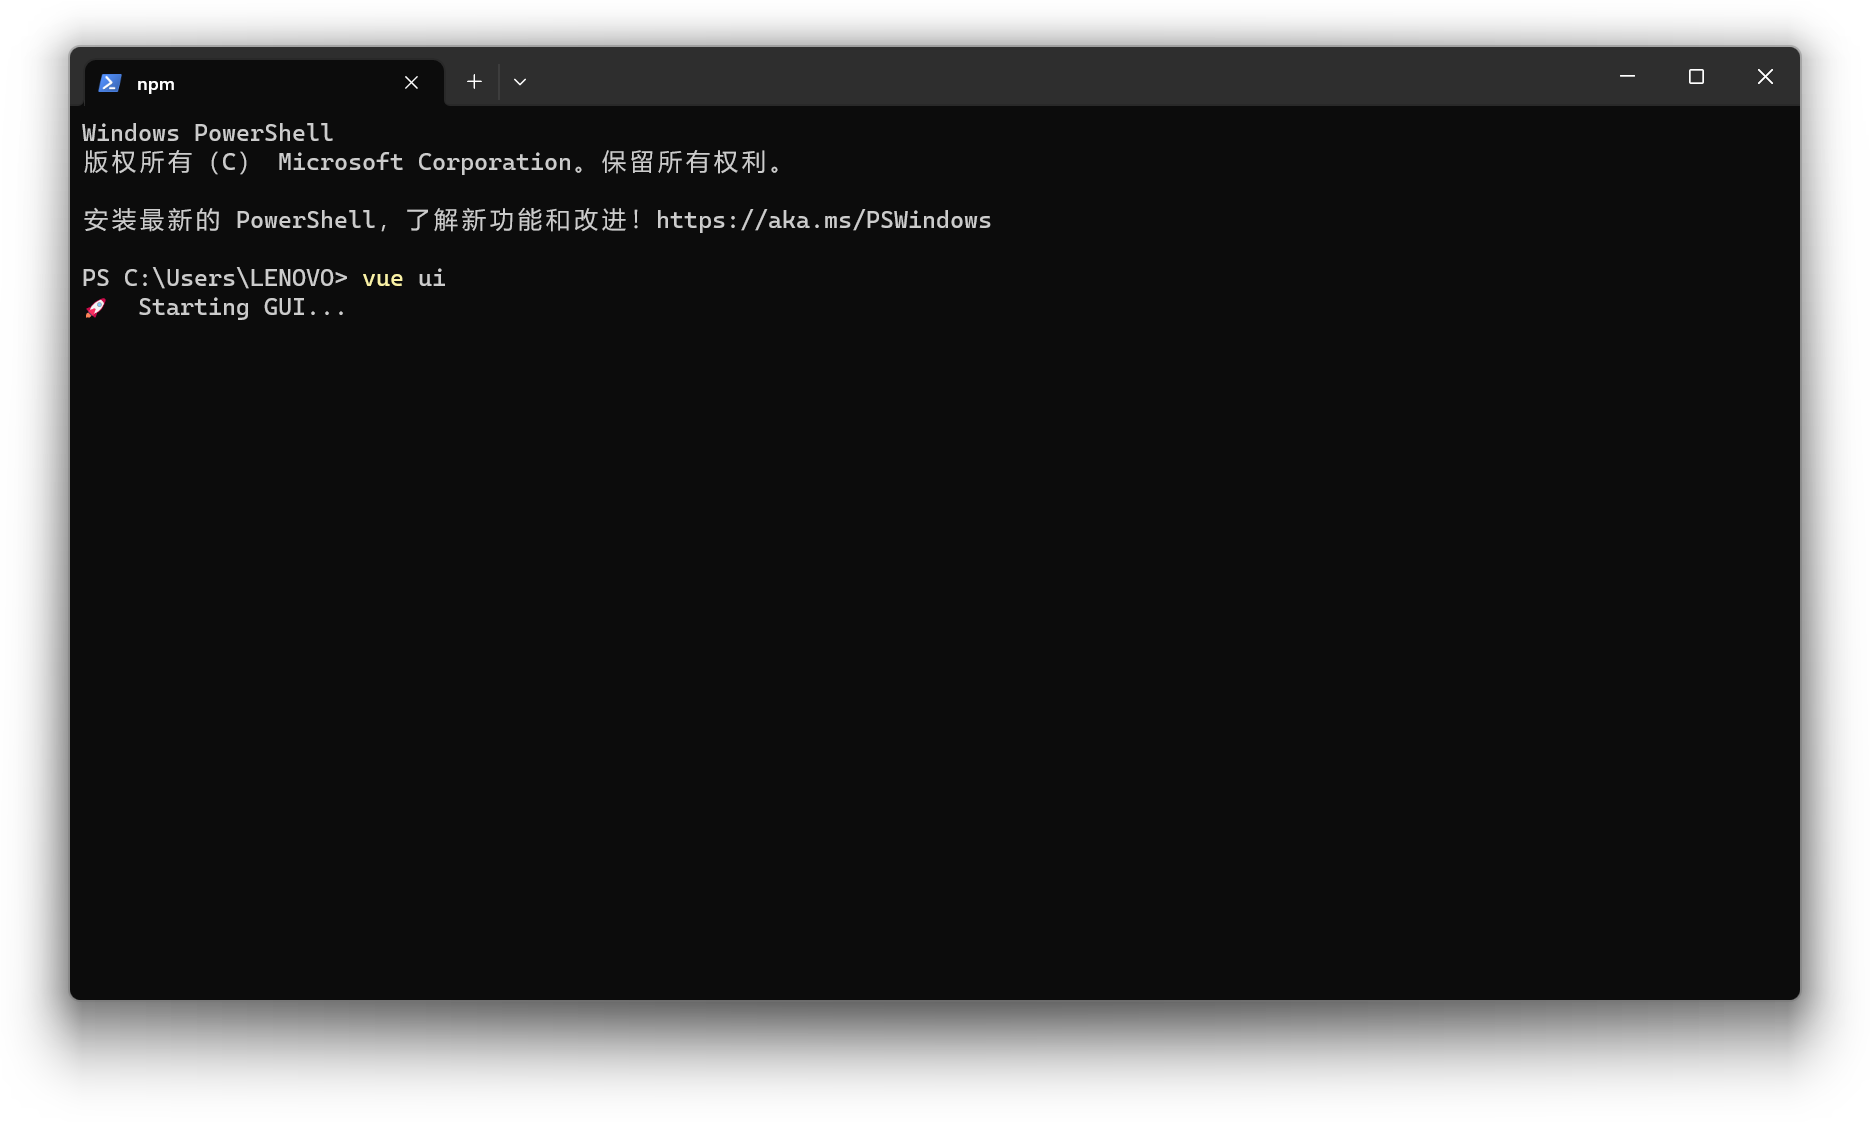 npm
Windows PowerShell
版权所有（C） Microsoft Corporation。保留所有权利。
安装最新的 PowerShell，了解新功能和改进！https://aka.ms/PSWindows
PS C:\Users\LENOVO> vue ui
🚀  Starting GUI...